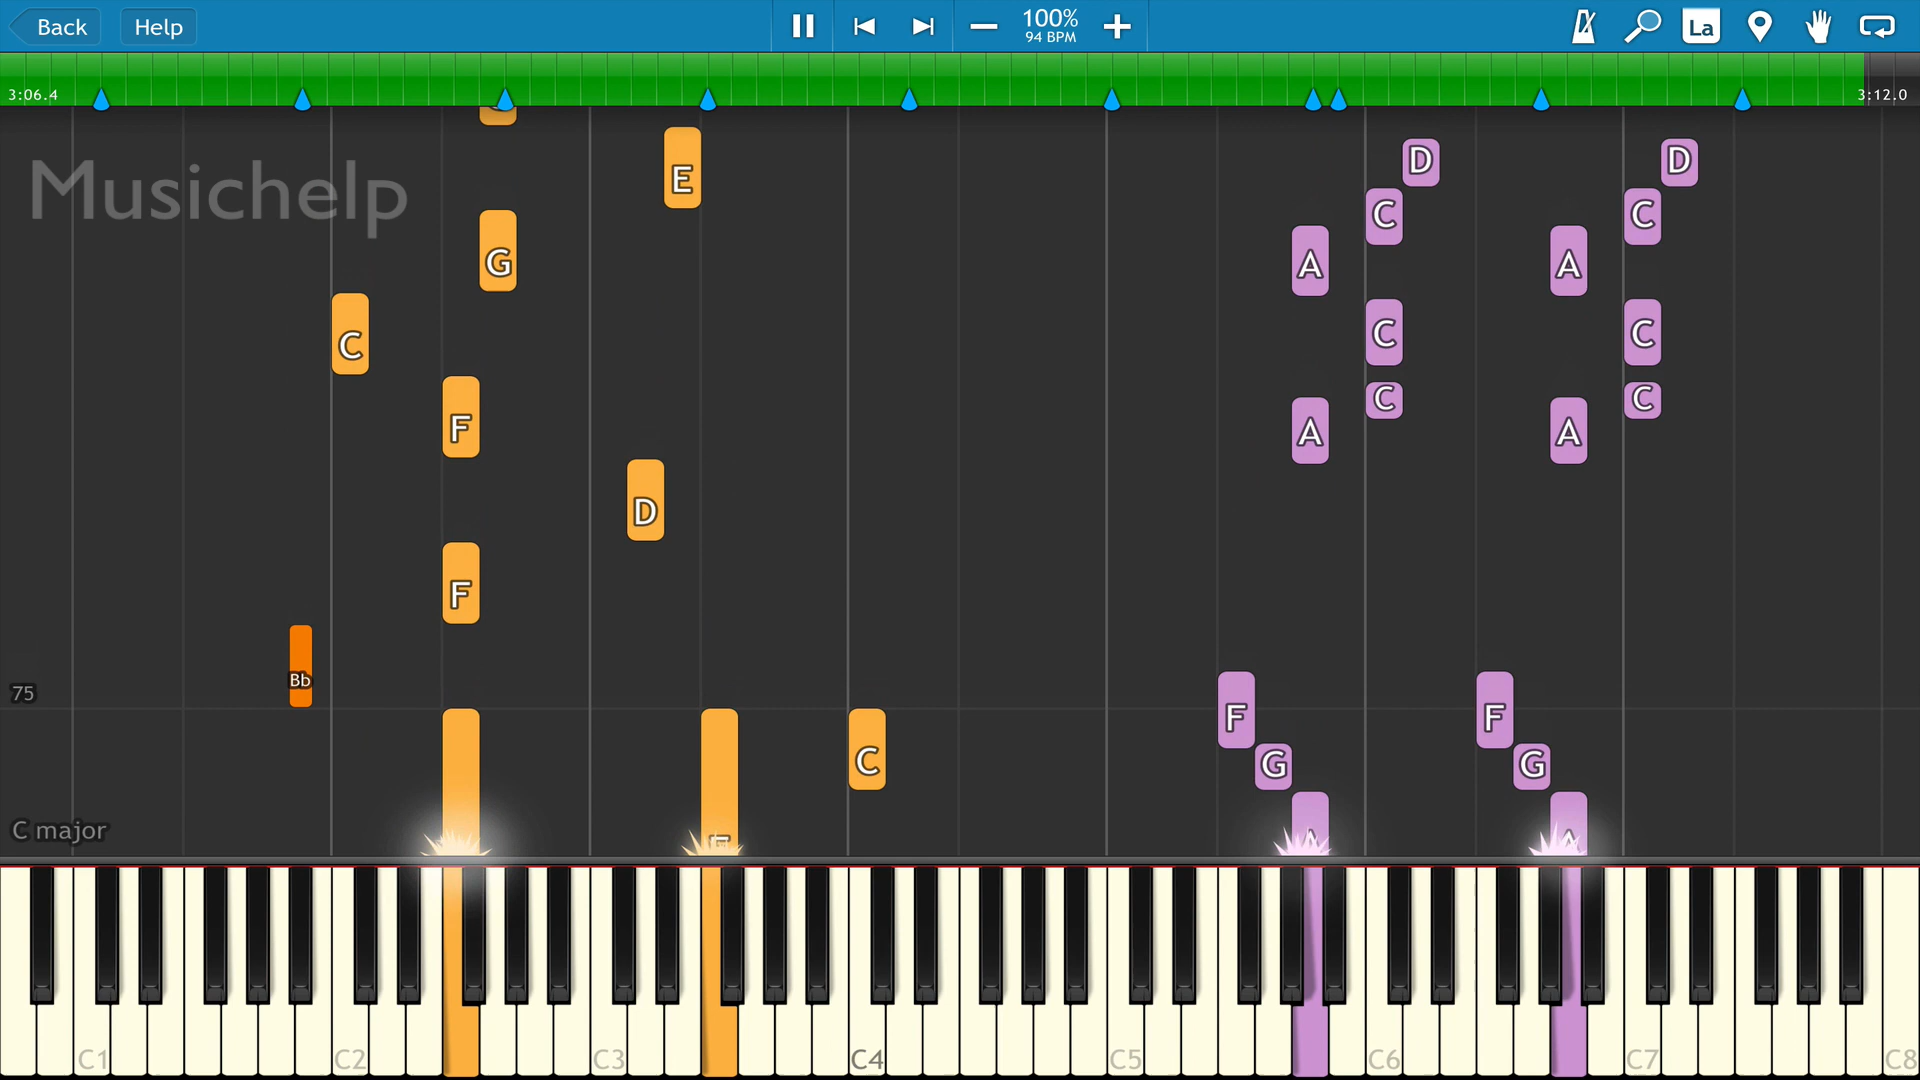 Back Help 100% La
94 BPM
3:06.4 3:12.0
Musichelp
E D D
G C C
A A
C C C
F C C
A A
D
F
Bb
75
F F
C G G
A A
C major
C1 C2 C3 C4 C5 C6 C7 C8